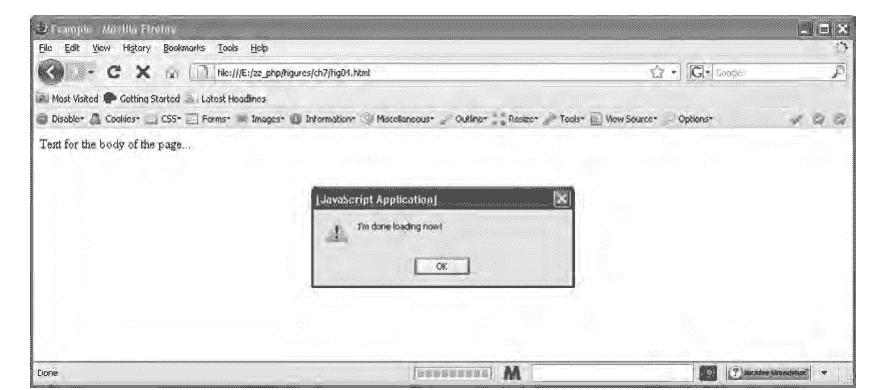 Example - Mozilla Firefox
File Edit View History Bookmarks Tools Help
file:///E:/zz_php/figures/ch7/fig01.html
G Google
Most Visited Getting Started Latest Headlines
Disable Cookies CSS Forms Images Information Miscellaneous Outline Resize Tools View Source Options
Text for the body of the page...
[JavaScript Application]
I'm done loading now!
OK
Done
M